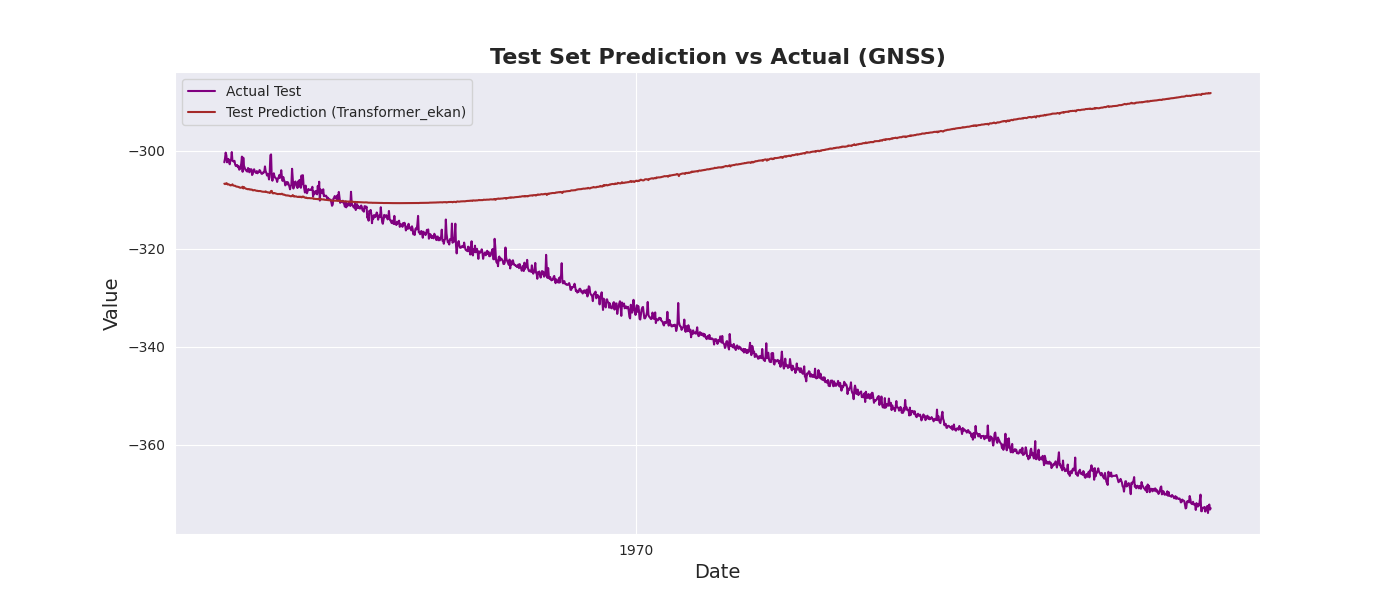 Test Set Prediction vs Actual (GNSS)
Actual Test
Test Prediction (Transformer_ekan)
Value
−300
−320
−340
−360
1970
Date